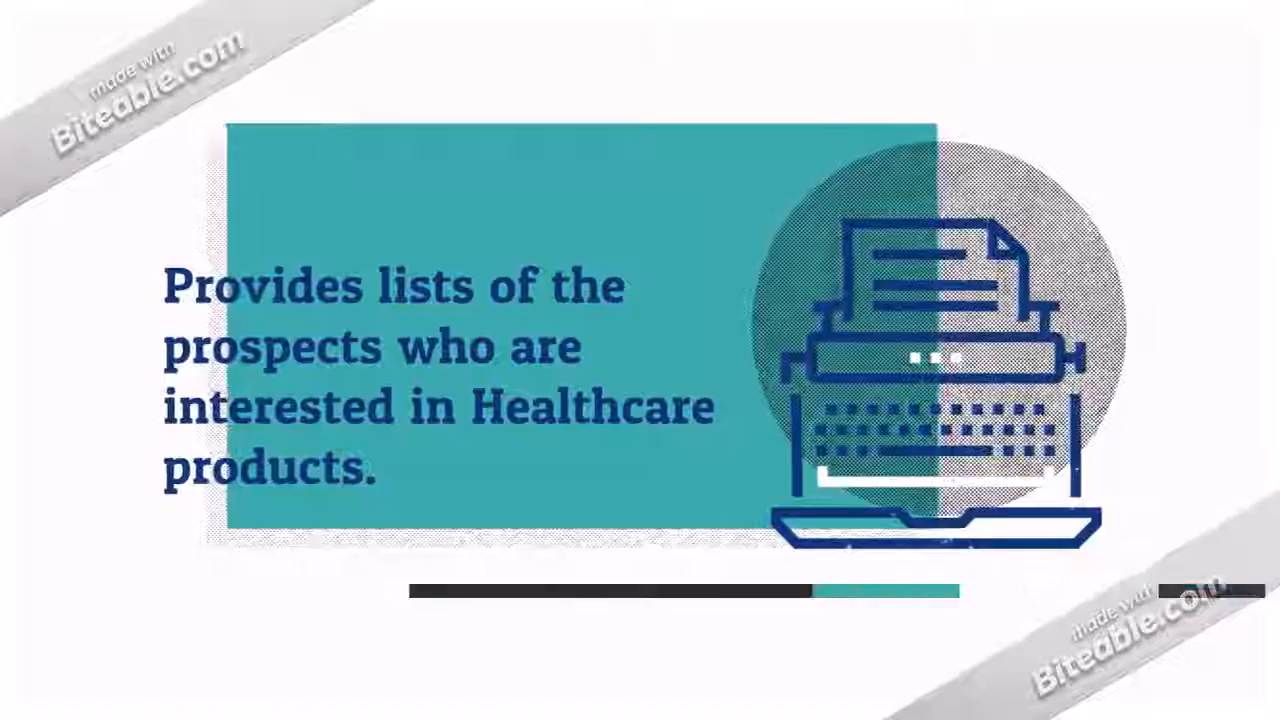 made with
Biteable.com
Provides lists of the
prospects who are
interested in Healthcare
products.
made with
Biteable.com